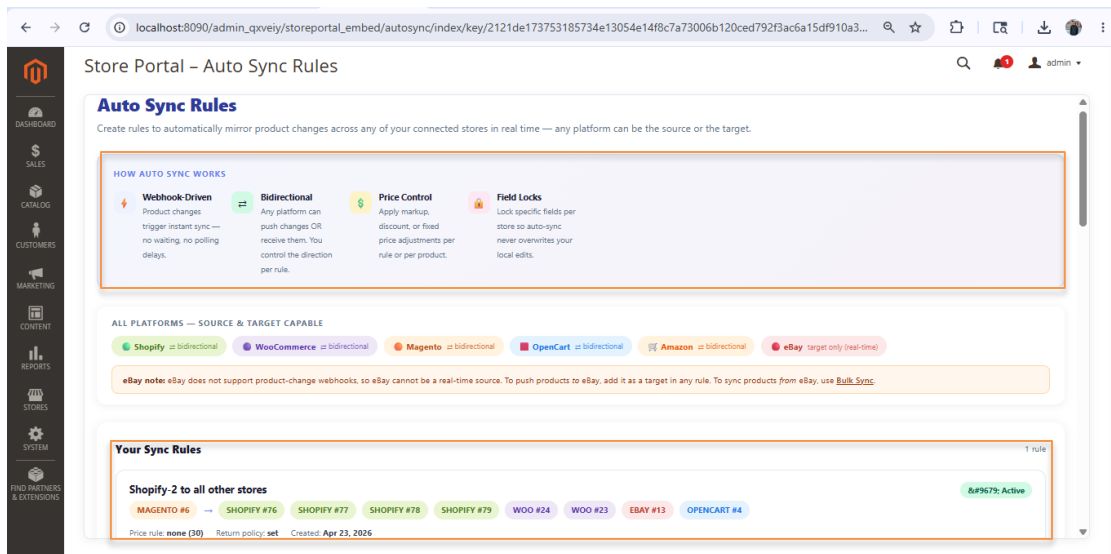 localhost:8090/admin_qxveiy/storeportal_embed/autosync/index/key/2121de173753185734e13054e14f8c7a73006b120ced792f3ac6a15df910a3...
Store Portal – Auto Sync Rules
1
admin
DASHBOARD
SALES
CATALOG
CUSTOMERS
MARKETING
CONTENT
REPORTS
STORES
SYSTEM
FIND PARTNERS
& EXTENSIONS
Auto Sync Rules
Create rules to automatically mirror product changes across any of your connected stores in real time — any platform can be the source or the target.
HOW AUTO SYNC WORKS
Webhook-Driven
Product changes
trigger instant sync —
no waiting, no polling
delays.
Bidirectional
Any platform can
push changes OR
receive them. You
control the direction
per rule.
Price Control
Apply markup,
discount, or fixed
price adjustments per
rule or per product.
Field Locks
Lock specific fields per
store so auto-sync
never overwrites your
local edits.
ALL PLATFORMS — SOURCE & TARGET CAPABLE
Shopify ⇄ bidirectional
WooCommerce ⇄ bidirectional
Magento ⇄ bidirectional
OpenCart ⇄ bidirectional
Amazon ⇄ bidirectional
eBay target only (real-time)
eBay note: eBay does not support product-change webhooks, so eBay cannot be a real-time source. To push products to eBay, add it as a target in any rule. To sync products from eBay, use Bulk Sync.
Your Sync Rules
1 rule
Shopify-2 to all other stores
&#9679; Active
MAGENTO #6 → SHOPIFY #76 SHOPIFY #77 SHOPIFY #78 SHOPIFY #79 WOO #24 WOO #23 EBAY #13 OPENCART #4
Price rule: none (30) Return policy: set Created: Apr 23, 2026